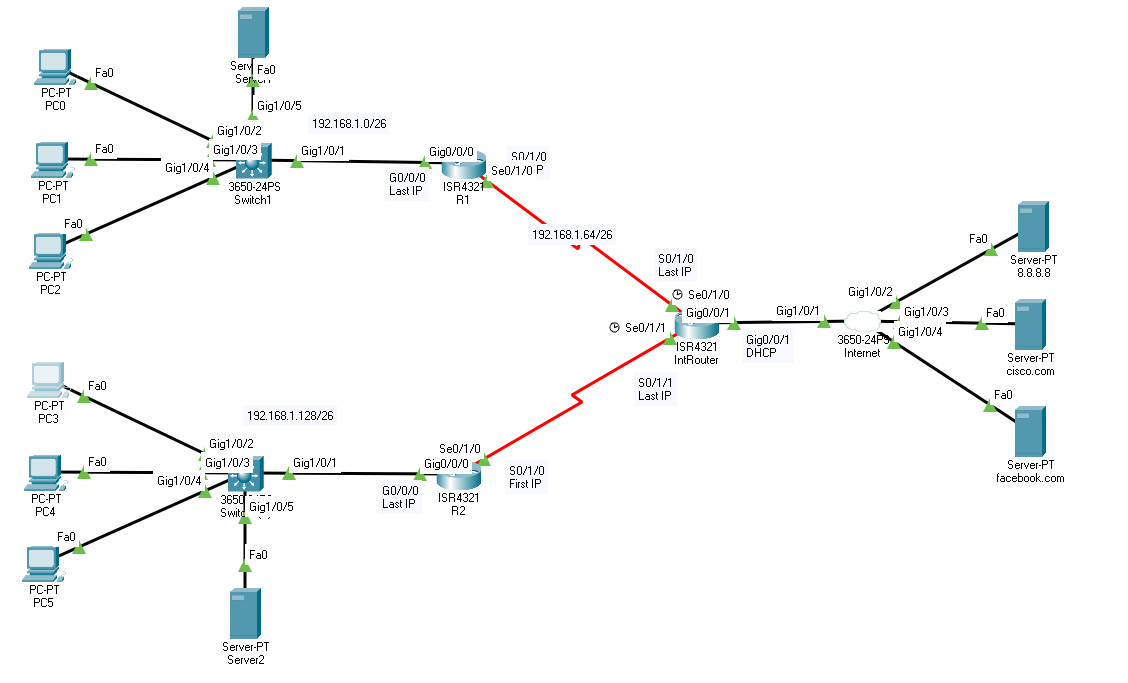 Fa0
PC-PT
PC0
Fa0
PC-PT
PC1
Fa0
PC-PT
PC2
Fa0
Gig1/0/5
Gig1/0/2
Gig1/0/3
Gig1/0/4
3650-24PS
Switch1
Gig1/0/1
192.168.1.0/26
Gig0/0/0
G0/0/0
Last IP
ISR4321
R1
S0/1/0
Se0/1/0
192.168.1.64/26
S0/1/0
Last IP
Se0/1/0
Se0/1/1
Gig0/0/1
ISR4321
IntRouter
S0/1/1
Last IP
Gig0/0/1
DHCP
Gig1/0/1
Gig1/0/2
Gig1/0/3
Gig1/0/4
3650-24PS
Internet
Fa0
Server-PT
8.8.8.8
Fa0
Server-PT
cisco.com
Fa0
Server-PT
facebook.com
Fa0
PC-PT
PC3
Fa0
PC-PT
PC4
Fa0
PC-PT
PC5
192.168.1.128/26
Gig1/0/2
Gig1/0/3
Gig1/0/4
Gig1/0/1
Gig1/0/5
Fa0
Server-PT
Server2
Se0/1/0
Gig0/0/0
G0/0/0
Last IP
ISR4321
R2
S0/1/0
First IP